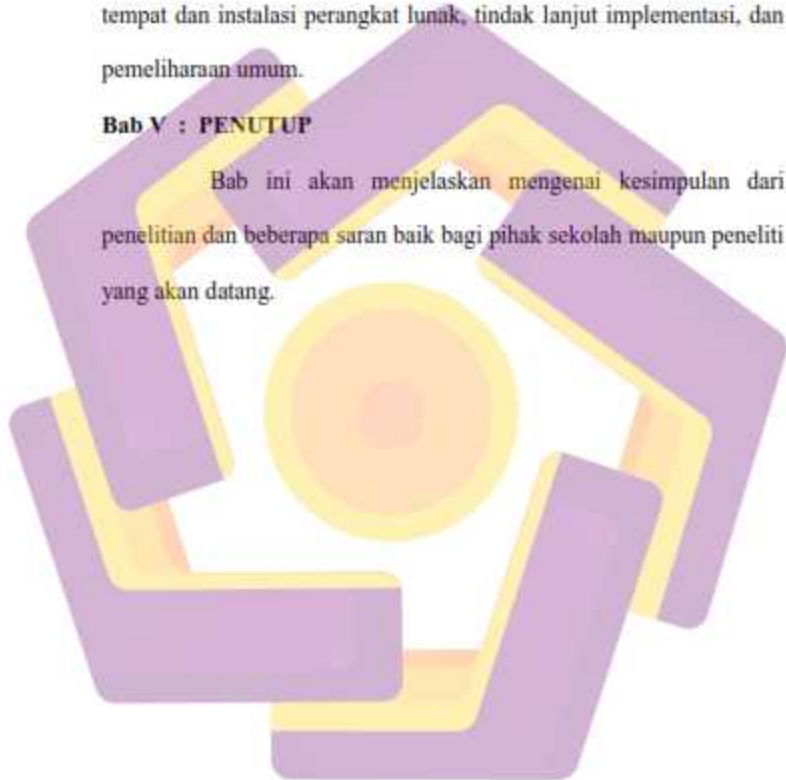 tempat dan instalasi perangkat lunak, tindak lanjut implementasi, dan
pemeliharaan umum.
Bab V : PENUTUP
Bab ini akan menjelaskan mengenai kesimpulan dari
penelitian dan beberapa saran baik bagi pihak sekolah maupun peneliti
yang akan datang.